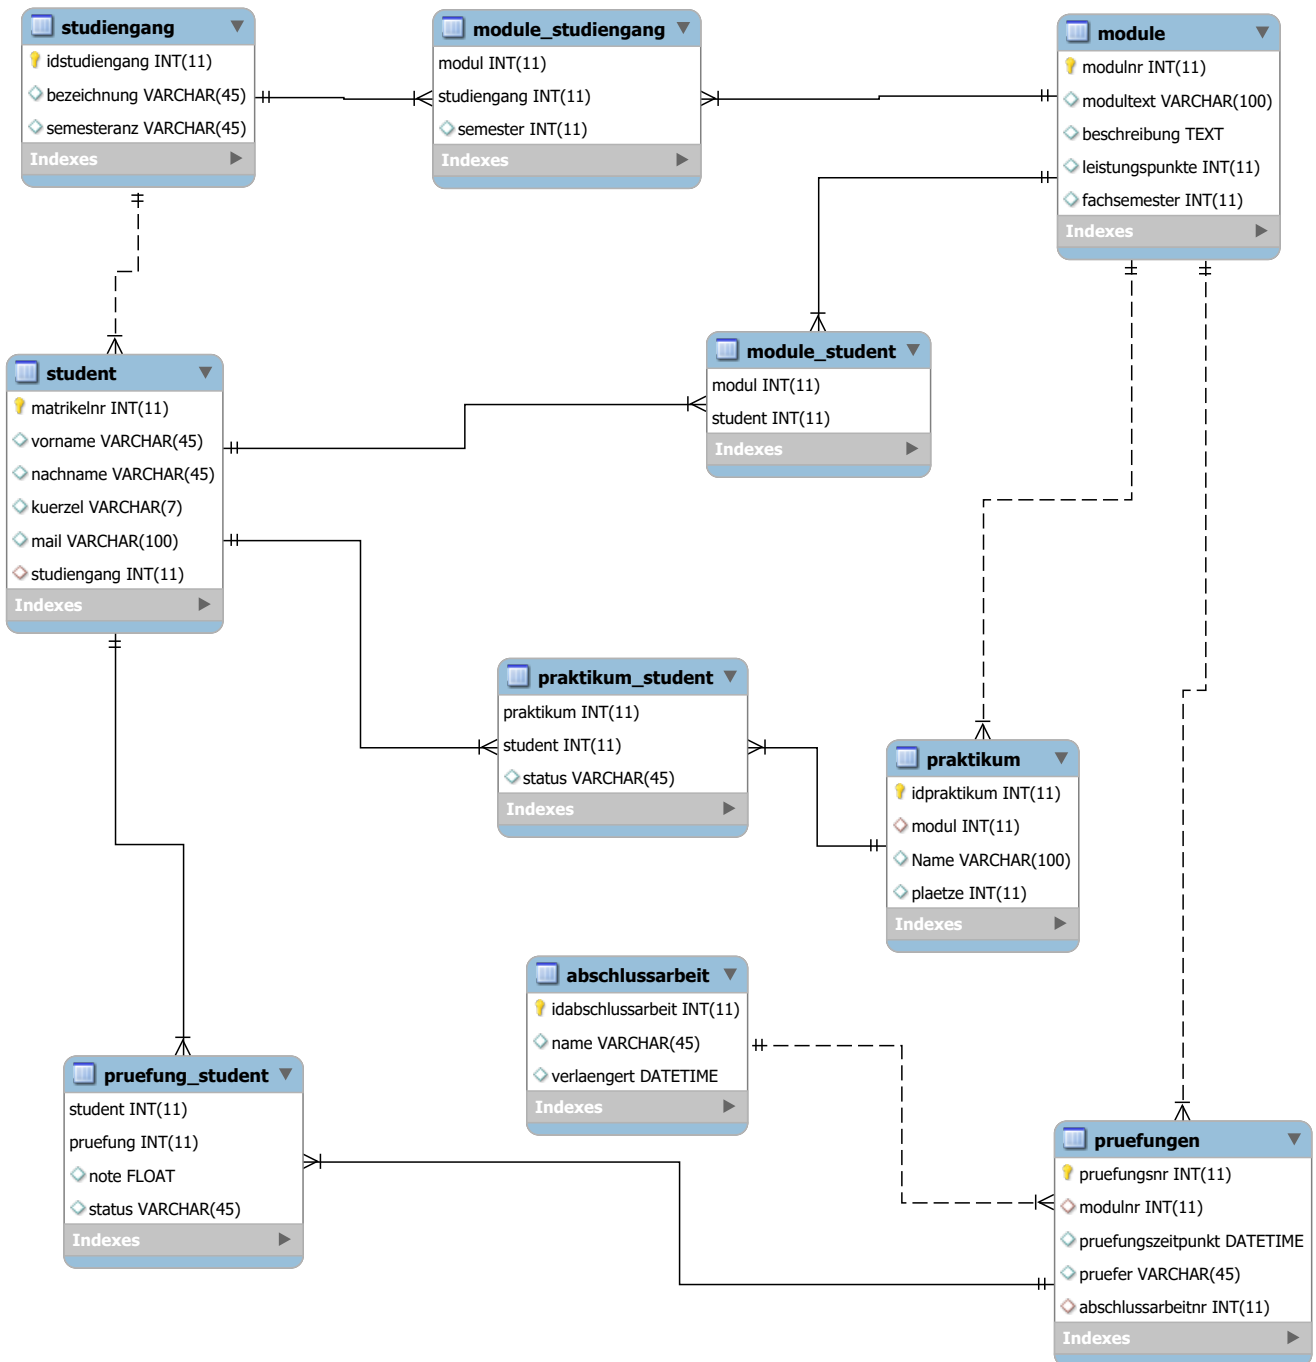 studiengang
idstudiengang INT(11)
bezeichnung VARCHAR(45)
semesteranz VARCHAR(45)
Indexes
module_studiengang
modul INT(11)
studiengang INT(11)
semester INT(11)
Indexes
module
modulnr INT(11)
modultext VARCHAR(100)
beschreibung TEXT
leistungspunkte INT(11)
fachsemester INT(11)
Indexes
student
matrikelnr INT(11)
vorname VARCHAR(45)
nachname VARCHAR(45)
kuerzel VARCHAR(7)
mail VARCHAR(100)
studiengang INT(11)
Indexes
module_student
modul INT(11)
student INT(11)
Indexes
praktikum_student
praktikum INT(11)
student INT(11)
status VARCHAR(45)
Indexes
praktikum
idpraktikum INT(11)
modul INT(11)
Name VARCHAR(100)
plaetze INT(11)
Indexes
abschlussarbeit
idabschlussarbeit INT(11)
name VARCHAR(45)
verlaengert DATETIME
Indexes
pruefung_student
student INT(11)
pruefung INT(11)
note FLOAT
status VARCHAR(45)
Indexes
pruefungen
pruefungsnr INT(11)
modulnr INT(11)
pruefungszeitpunkt DATETIME
pruefer VARCHAR(45)
abschlussarbeitnr INT(11)
Indexes